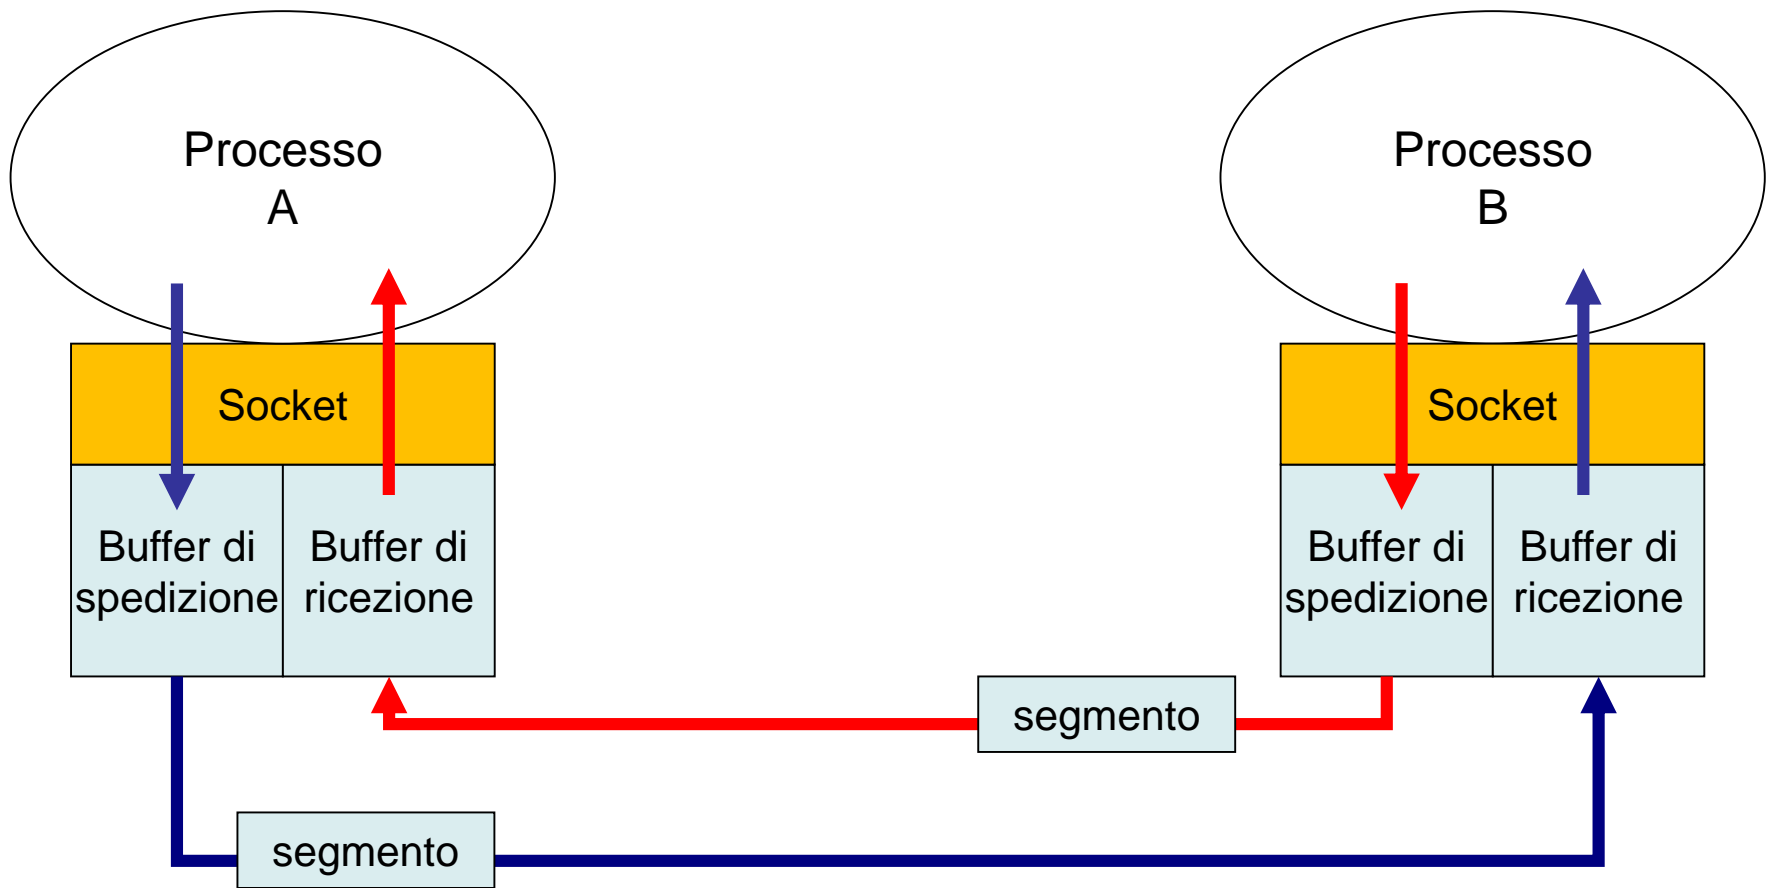 Processo
A
Processo
B
Socket
Socket
Buffer di
spedizione
Buffer di
ricezione
Buffer di
spedizione
Buffer di
ricezione
segmento
segmento